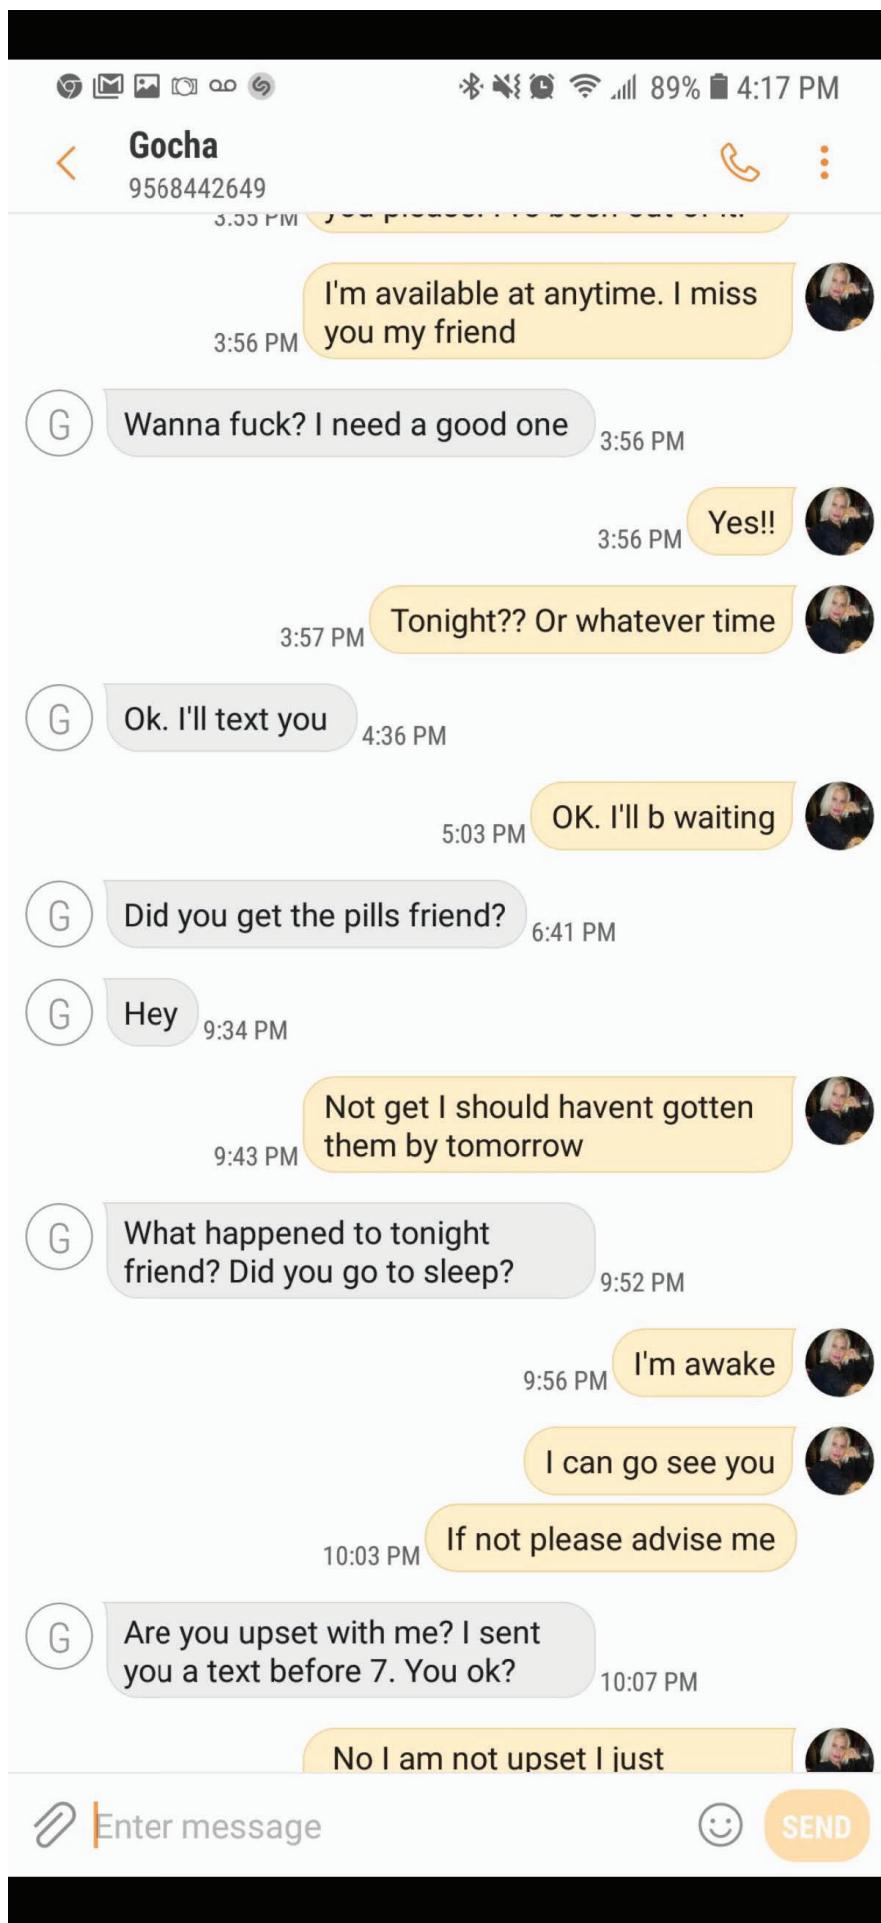 89% 4:17 PM
Gocha
9568442649
3:55 PM
I'm available at anytime. I miss
you my friend
3:56 PM
G
Wanna fuck? I need a good one
3:56 PM
Yes!!
3:56 PM
Tonight?? Or whatever time
3:57 PM
G
Ok. I'll text you
4:36 PM
OK. I'll b waiting
5:03 PM
G
Did you get the pills friend?
6:41 PM
G
Hey
9:34 PM
Not get I should havent gotten
them by tomorrow
9:43 PM
G
What happened to tonight
friend? Did you go to sleep?
9:52 PM
I'm awake
9:56 PM
I can go see you
If not please advise me
10:03 PM
G
Are you upset with me? I sent
you a text before 7. You ok?
10:07 PM
No I am not upset I just
Enter message
SEND